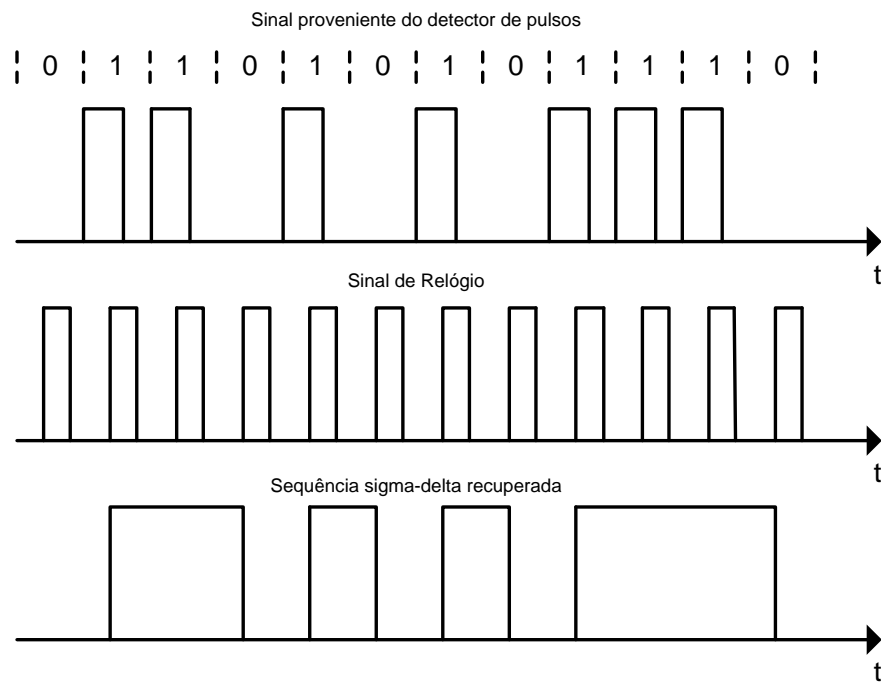 Sinal proveniente do detector de pulsos
0 1 1 0 1 0 1 0 1 1 1 0
t
Sinal de Relógio
t
Sequência sigma-delta recuperada
t